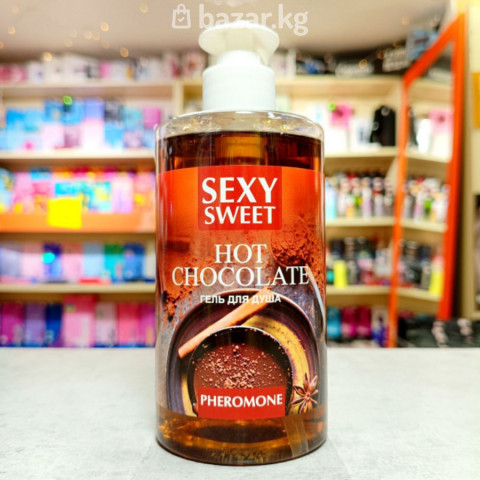 bazar.kg
SEXY
SWEET
HOT
CHOCOLATE
ГЕЛЬ ДЛЯ ДУША
PHEROMONE